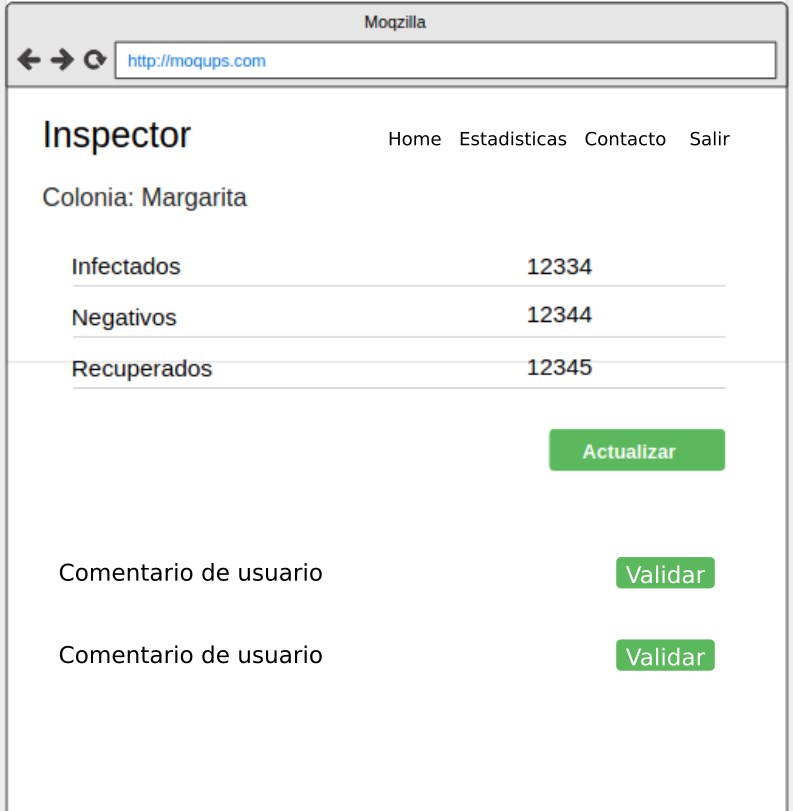 Moqzilla
http://moqups.com
Inspector
Home Estadisticas Contacto Salir
Colonia: Margarita
Infectados 12334
Negativos 12344
Recuperados 12345
Actualizar
Comentario de usuario Validar
Comentario de usuario Validar